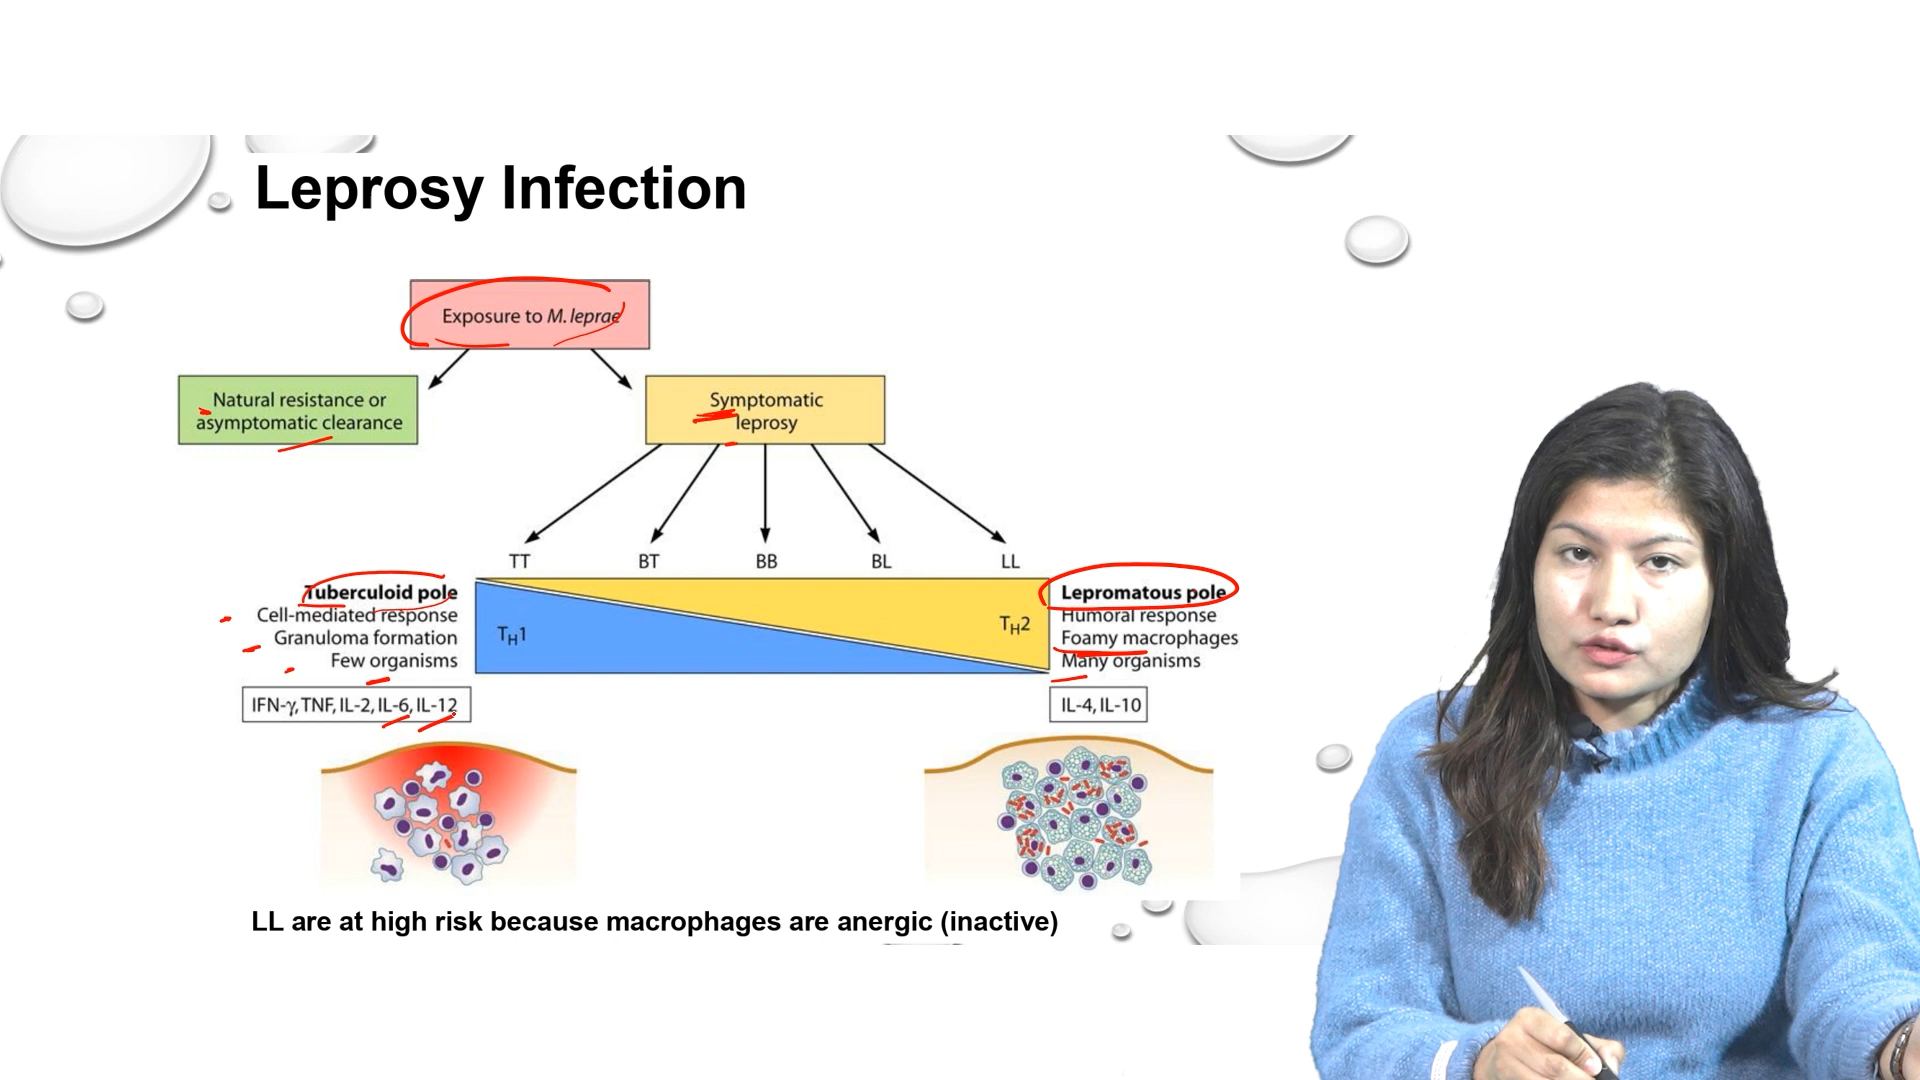 Leprosy Infection
Exposure to M. leprae
Natural resistance or
asymptomatic clearance
Symptomatic
leprosy
TT
BT
BB
BL
LL
Tuberculoid pole
Cell-mediated response
Granuloma formation
Few organisms
TH1
TH2
Lepromatous pole
Humoral response
Foamy macrophages
Many organisms
IFN-γ, TNF, IL-2, IL-6, IL-12
IL-4, IL-10
LL are at high risk because macrophages are anergic (inactive)